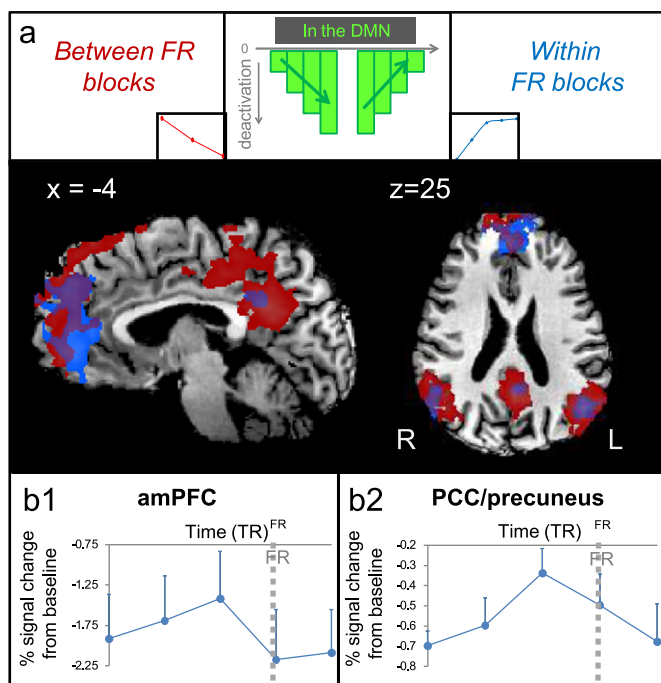 a
Between FR
blocks
In the DMN
0
deactivation
Within
FR blocks
x = -4
z=25
R
L
b1
amPFC
Time (TR)
FR
FR
% signal change
from baseline
-0.75
-1.25
-1.75
-2.25
b2
PCC/precuneus
Time (TR)
FR
FR
% signal change
from baseline
-0.2
-0.3
-0.4
-0.5
-0.6
-0.7
-0.8